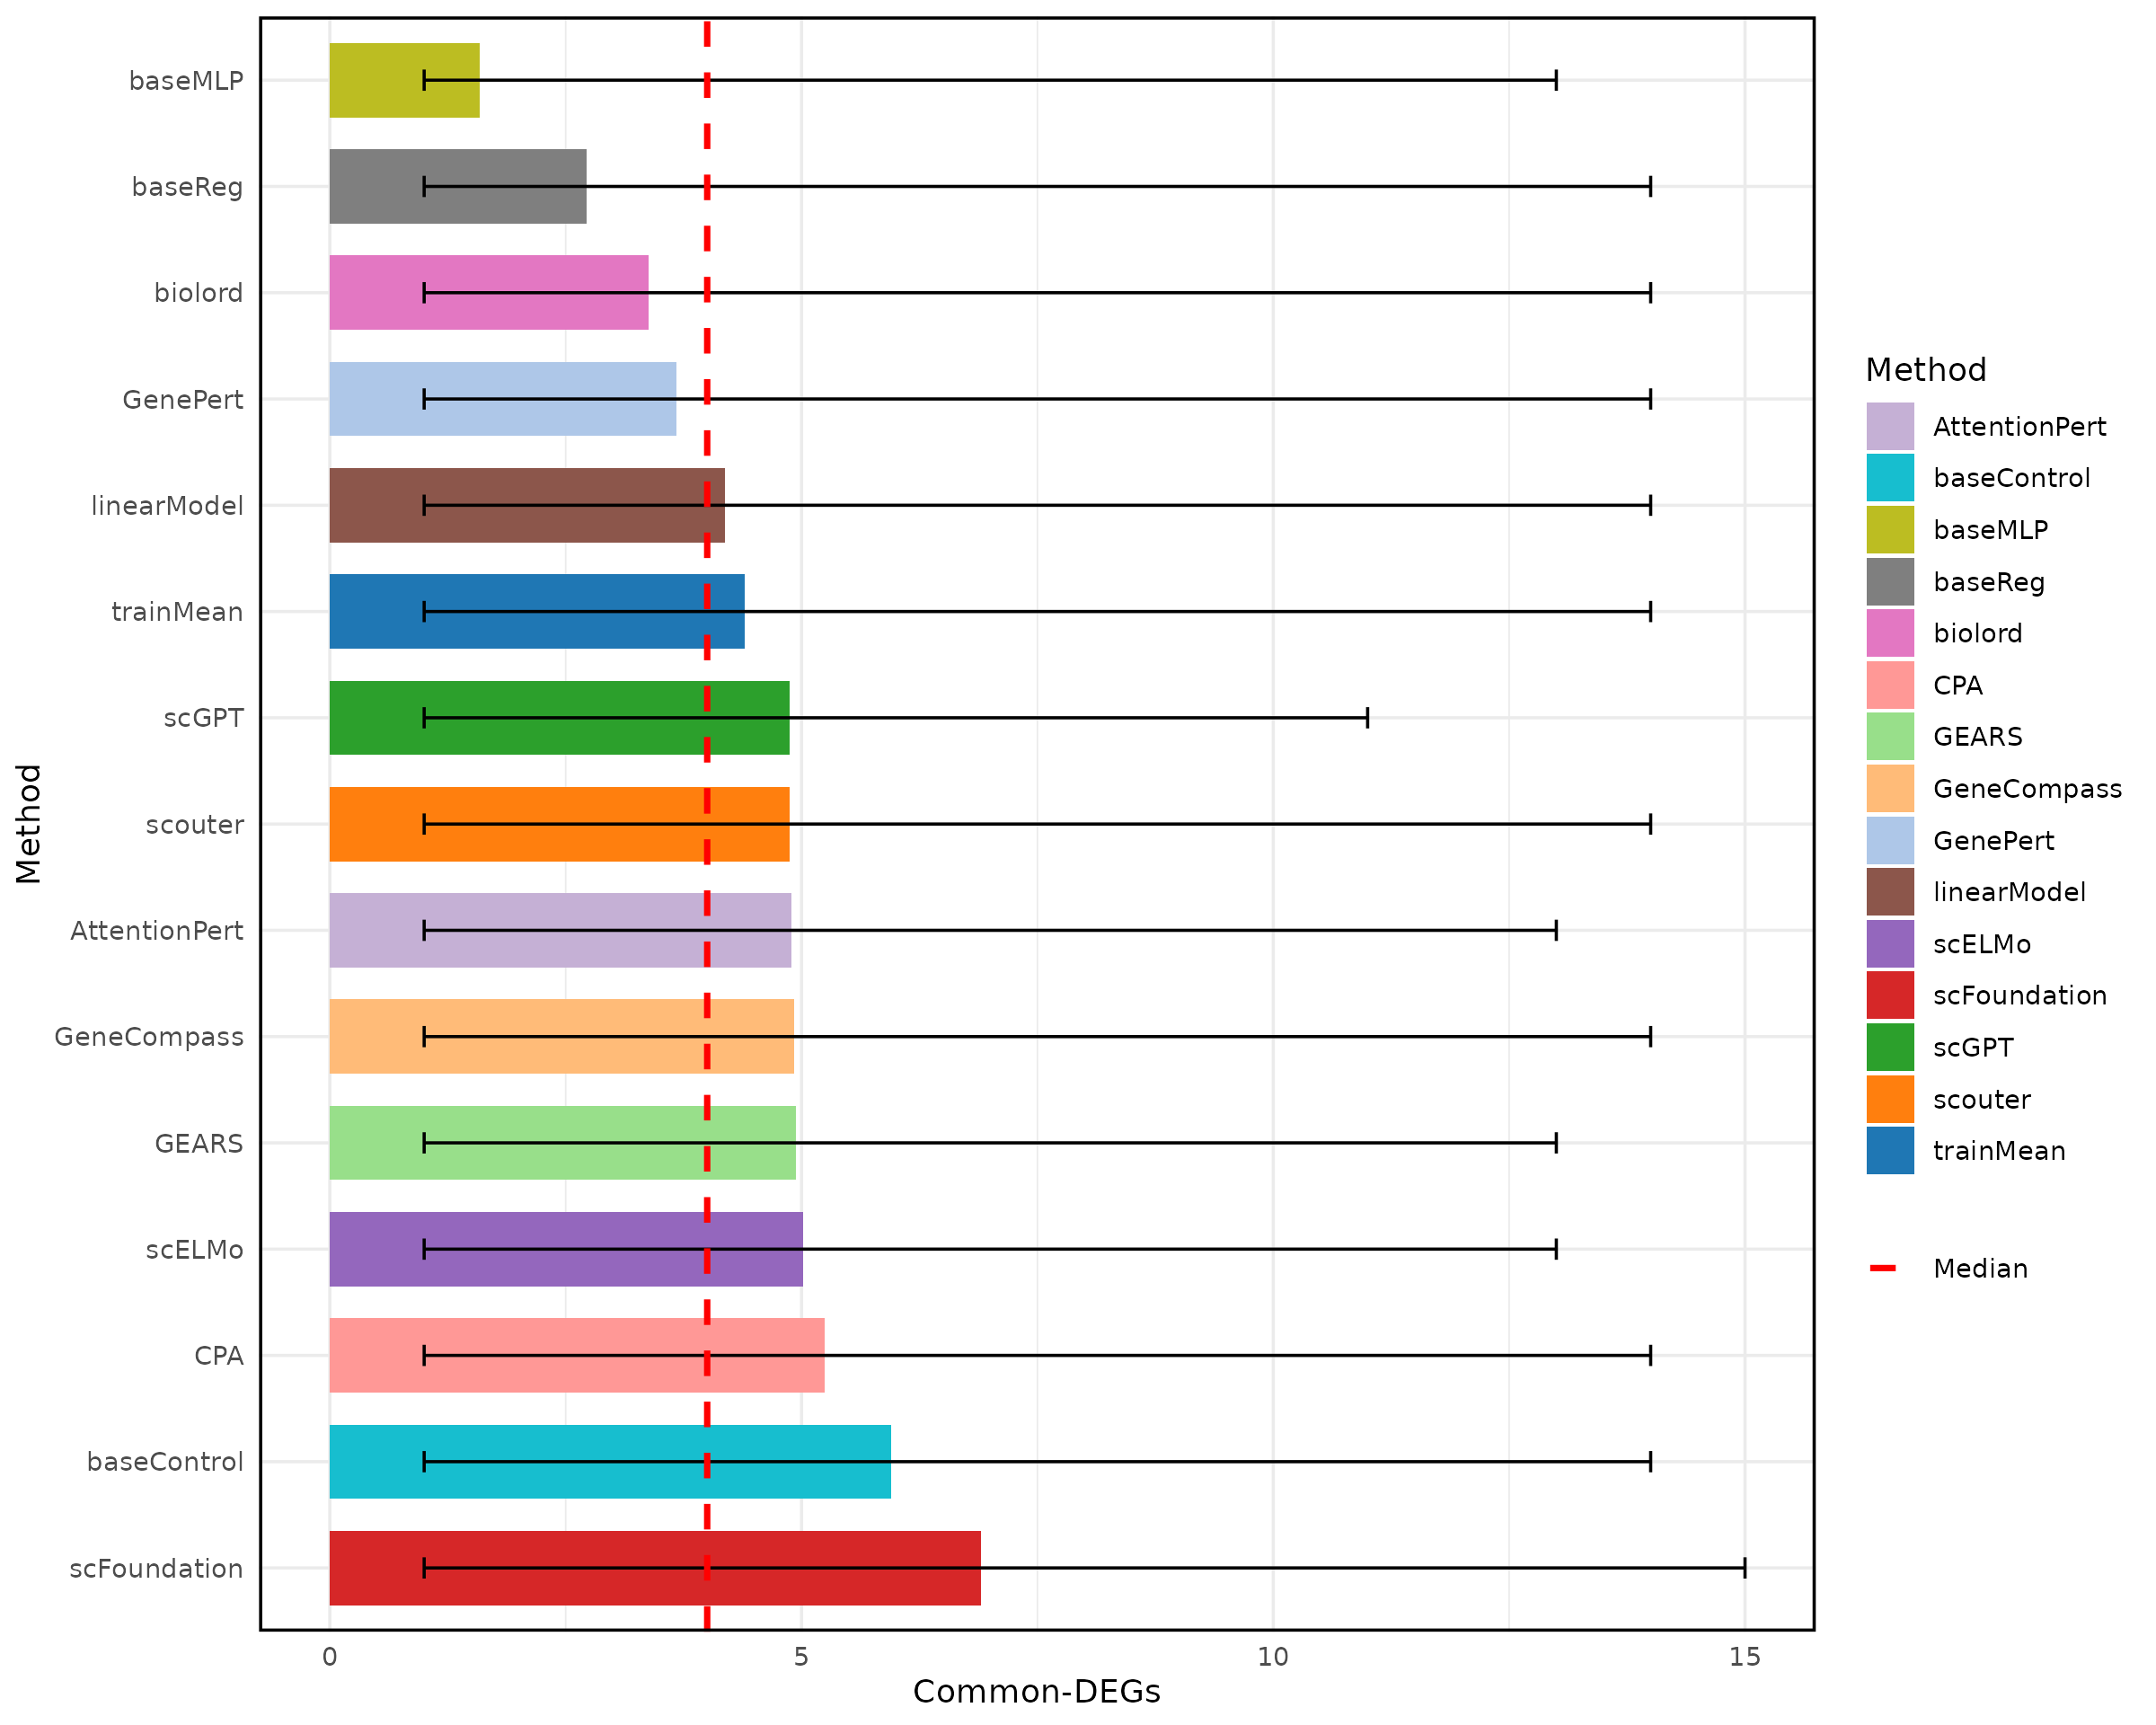 baseMLP
baseReg
biolord
GenePert
linearModel
trainMean
scGPT
scouter
AttentionPert
GeneCompass
GEARS
scELMo
CPA
baseControl
scFoundation
Method
0 5 10 15
Common-DEGs
Method
AttentionPert
baseControl
baseMLP
baseReg
biolord
CPA
GEARS
GeneCompass
GenePert
linearModel
scELMo
scFoundation
scGPT
scouter
trainMean
Median